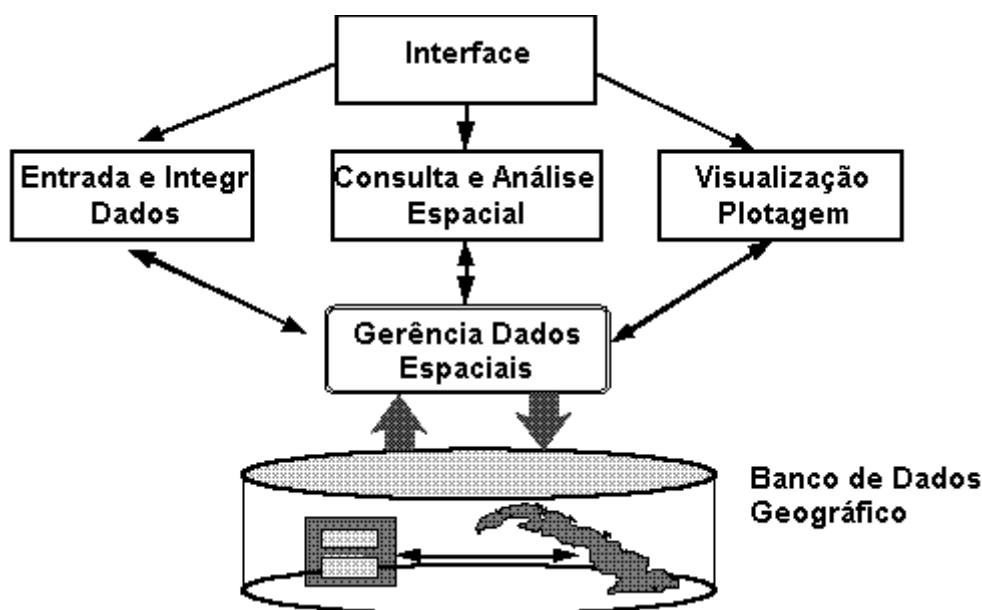 Interface
Entrada e Integr
Dados
Consulta e Análise
Espacial
Visualização
Plotagem
Gerência Dados
Espaciais
Banco de Dados
Geográfico